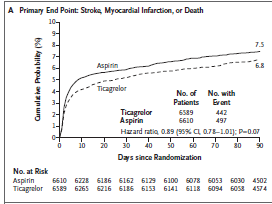 A Primary End Point: Stroke, Myocardial Infarction, or Death
Cumulative Probability (%)
10
9
8
7
6
5
4
3
2
1
0
7.5
6.8
Aspirin
Ticagrelor
No. of Patients No. with Event
Ticagrelor 6589 442
Aspirin 6610 497
Hazard ratio, 0.89 (95% CI, 0.78–1.01); P=0.07
0 10 20 30 40 50 60 70 80 90
Days since Randomization
No. at Risk
Aspirin 6610 6228 6186 6162 6129 6100 6078 6053 6030 4502
Ticagrelor 6589 6265 6216 6186 6153 6141 6118 6094 6058 4574